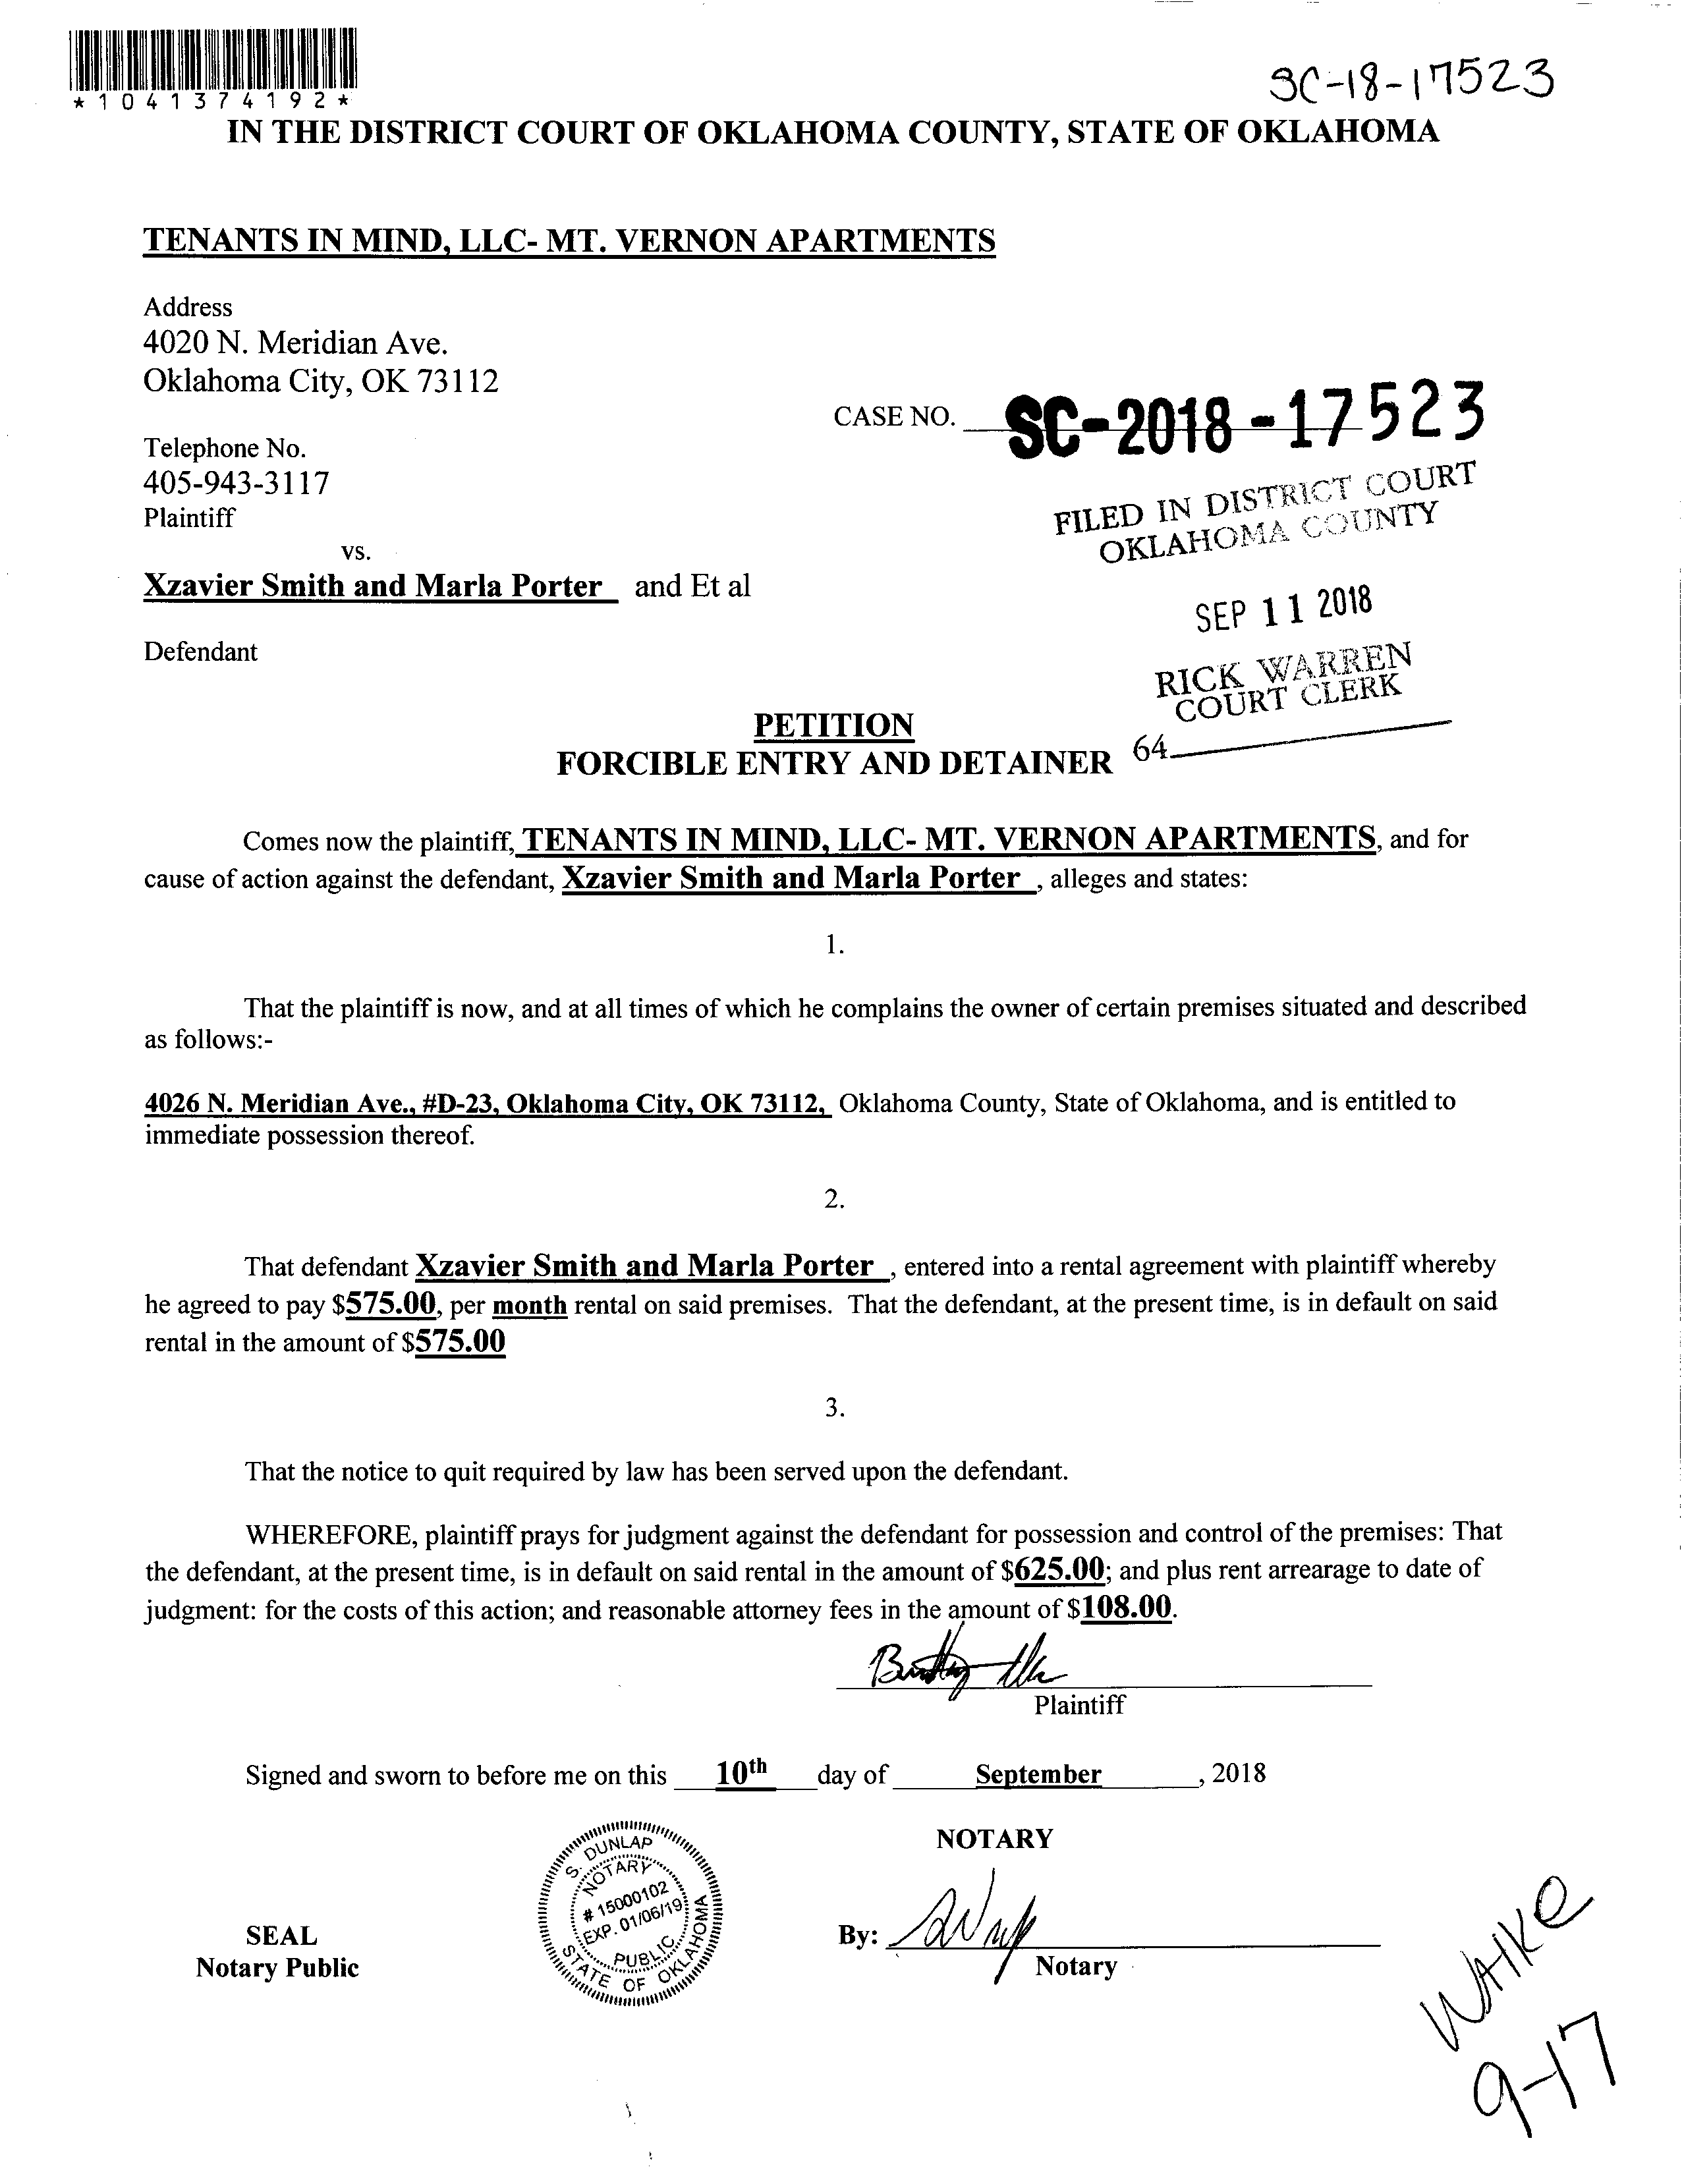 *1041374192*
SC-18-17523
IN THE DISTRICT COURT OF OKLAHOMA COUNTY, STATE OF OKLAHOMA
TENANTS IN MIND, LLC- MT. VERNON APARTMENTS
Address
4020 N. Meridian Ave.
Oklahoma City, OK 73112
CASE NO. SC-2018-17523
Telephone No.
405-943-3117
Plaintiff
FILED IN DISTRICT COURT
OKLAHOMA COUNTY
vs.
Xzavier Smith and Marla Porter and Et al
SEP 11 2018
Defendant
RICK WARREN
COURT CLERK
64
PETITION
FORCIBLE ENTRY AND DETAINER
Comes now the plaintiff, TENANTS IN MIND, LLC- MT. VERNON APARTMENTS, and for
cause of action against the defendant, Xzavier Smith and Marla Porter , alleges and states:
1.
That the plaintiff is now, and at all times of which he complains the owner of certain premises situated and described
as follows:-
4026 N. Meridian Ave., #D-23, Oklahoma City, OK 73112, Oklahoma County, State of Oklahoma, and is entitled to
immediate possession thereof.
2.
That defendant Xzavier Smith and Marla Porter , entered into a rental agreement with plaintiff whereby
he agreed to pay $575.00, per month rental on said premises. That the defendant, at the present time, is in default on said
rental in the amount of $575.00
3.
That the notice to quit required by law has been served upon the defendant.
WHEREFORE, plaintiff prays for judgment against the defendant for possession and control of the premises: That
the defendant, at the present time, is in default on said rental in the amount of $625.00; and plus rent arrearage to date of
judgment: for the costs of this action; and reasonable attorney fees in the amount of $108.00.
Plaintiff
Signed and sworn to before me on this 10th day of September , 2018
NOTARY
S. DUNLAP
NOTARY
# 15000102
EXP. 01/06/19
PUBLIC
STATE OF OKLAHOMA
SEAL
Notary Public
By:
Notary
9-17